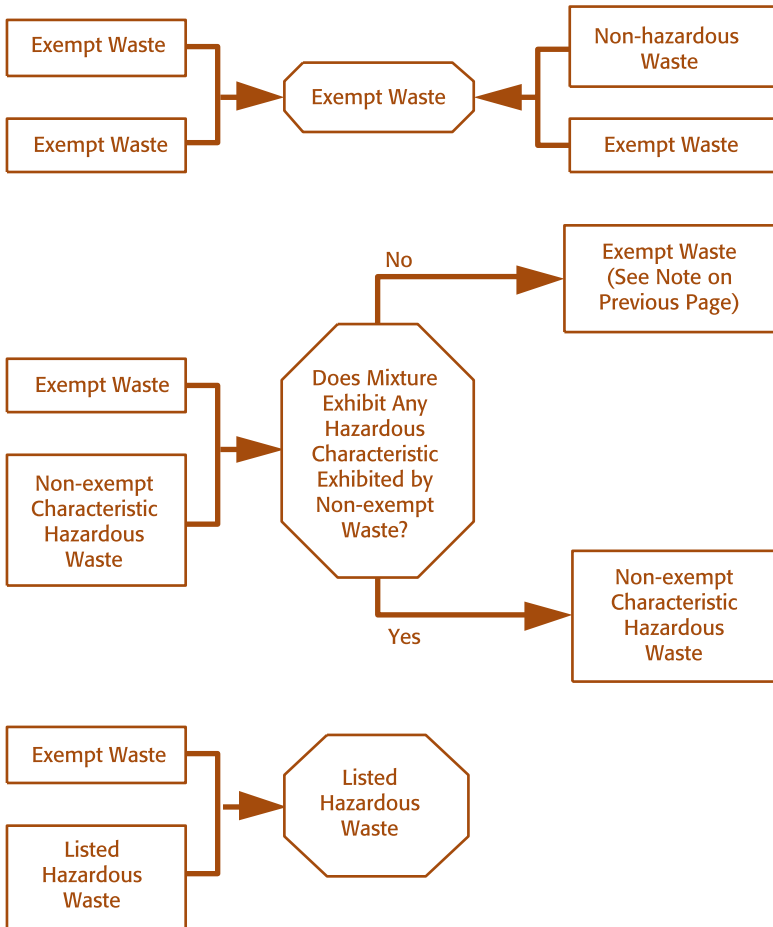 Exempt Waste
Exempt Waste
Exempt Waste
Non-hazardous
Waste
Exempt Waste
No
Exempt Waste
(See Note on
Previous Page)
Exempt Waste
Non-exempt
Characteristic
Hazardous
Waste
Does Mixture
Exhibit Any
Hazardous
Characteristic
Exhibited by
Non-exempt
Waste?
Yes
Non-exempt
Characteristic
Hazardous
Waste
Exempt Waste
Listed
Hazardous
Waste
Listed
Hazardous
Waste